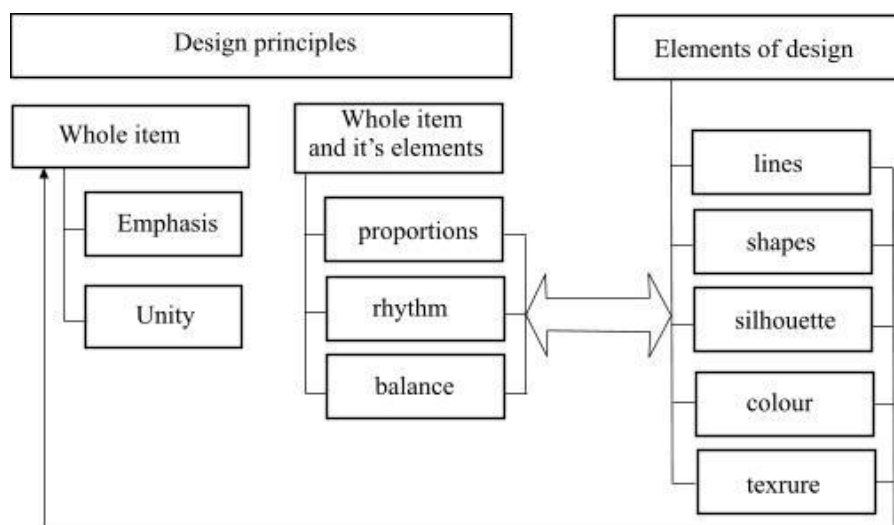 Design principles
Whole item
Emphasis
Unity
Whole item
and it's elements
proportions
rhythm
balance
Elements of design
lines
shapes
silhouette
colour
texrure